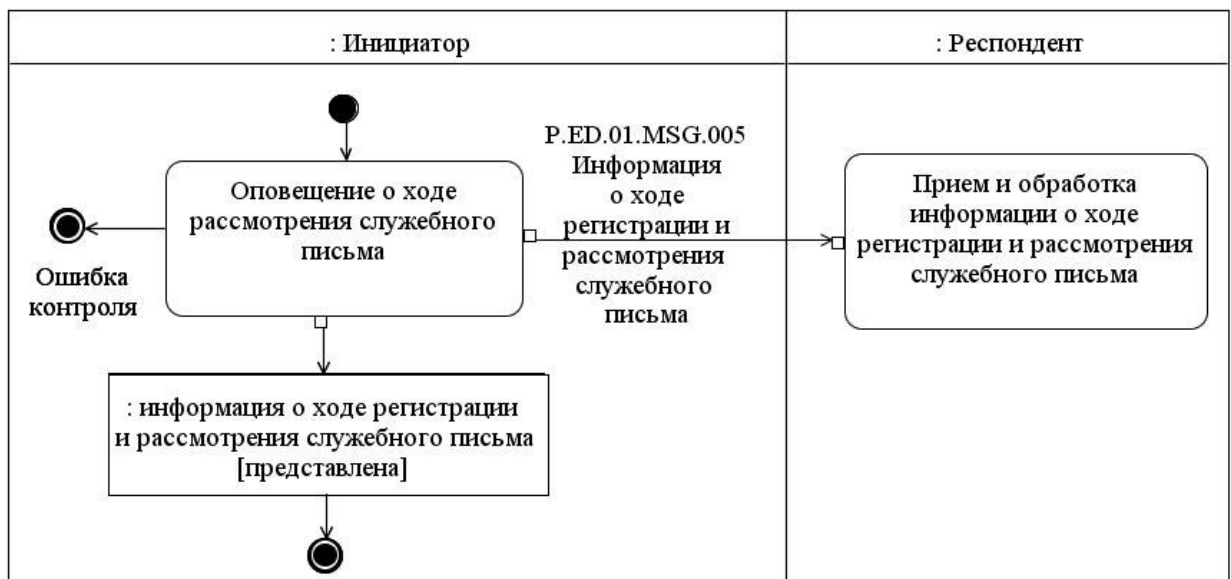 : Инициатор
: Респондент
P.ED.01.MSG.005
Информация
о ходе
регистрации и
рассмотрения
служебного
письма
Оповещение о ходе
рассмотрения служебного
письма
Прием и обработка
информации о ходе
регистрации и рассмотрения
служебного письма
Ошибка
контроля
: информация о ходе регистрации
и рассмотрения служебного письма
[представлена]